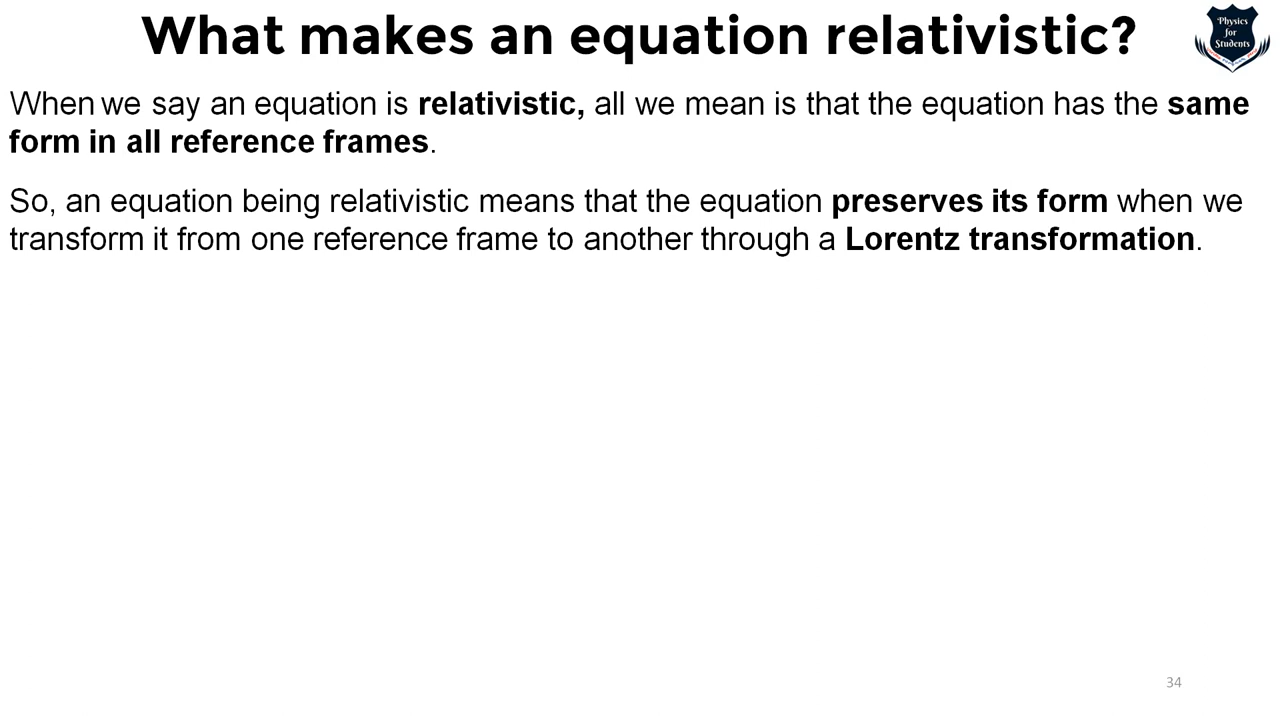 What makes an equation relativistic?
Physics
for
Students
When we say an equation is relativistic, all we mean is that the equation has the same
form in all reference frames.
So, an equation being relativistic means that the equation preserves its form when we
transform it from one reference frame to another through a Lorentz transformation.
34